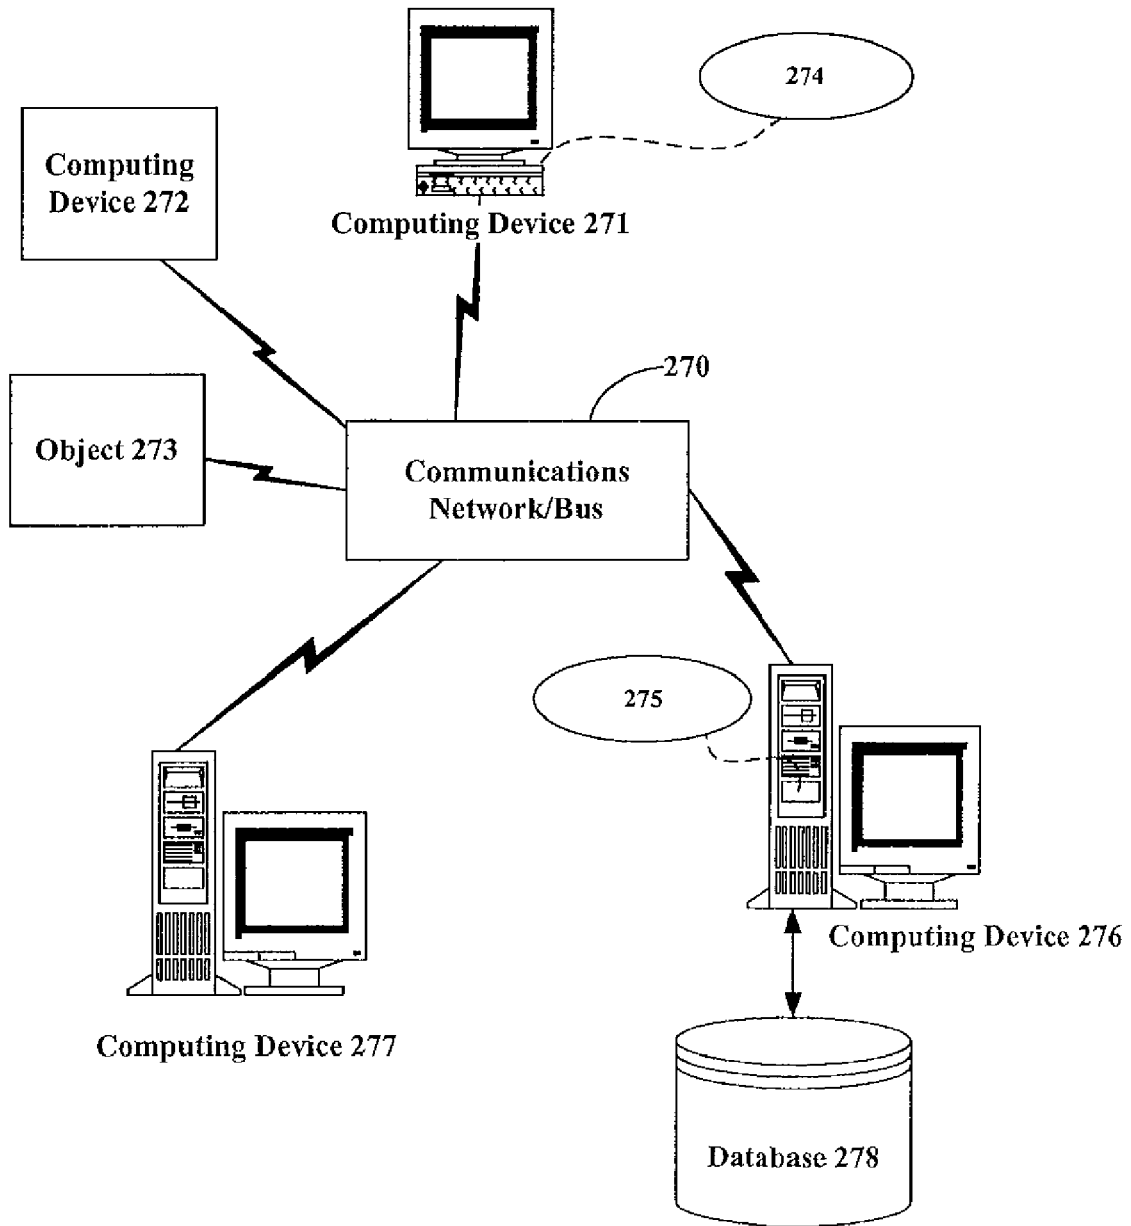 274
Computing
Device 272
Computing Device 271
270
Object 273
Communications
Network/Bus
275
Computing Device 276
Computing Device 277
Database 278